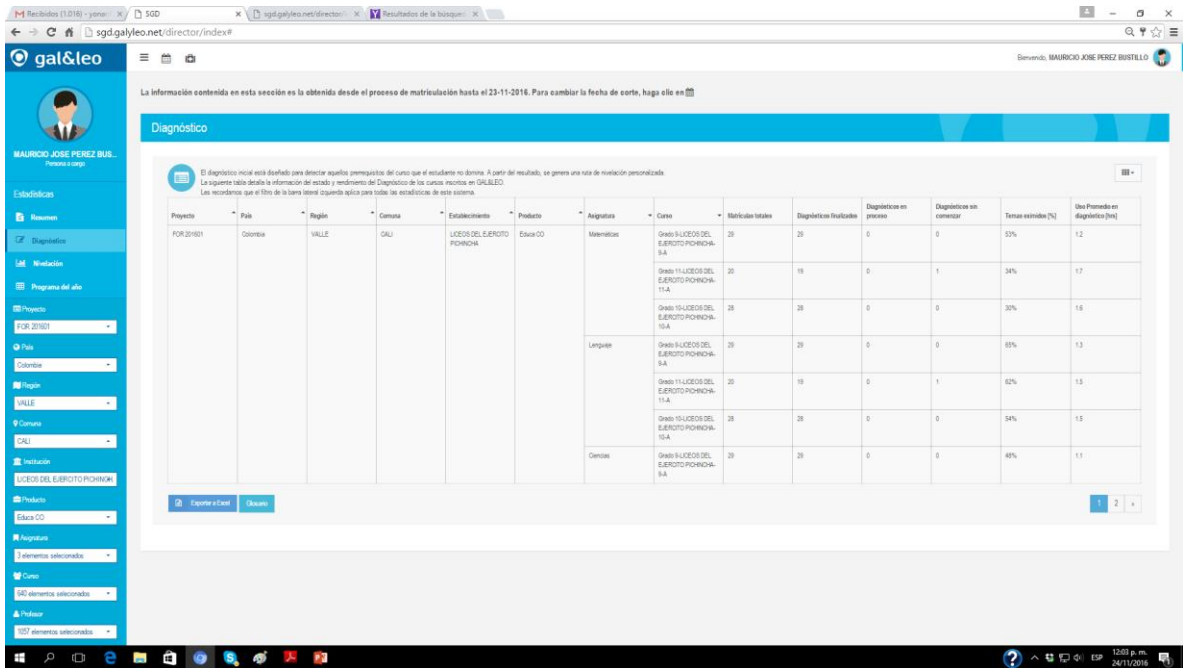 Recibidos (1.016) - yono
SGD
sgd.galyleo.net/director/
Resultados de la búsqued
sgd.galyleo.net/director/index#
gal&leo
Bienvenido, MAURICIO JOSE PEREZ BUSTILLO
La información contenida en esta sección es la obtenida desde el proceso de matriculación hasta el 23-11-2016. Para cambiar la fecha de corte, haga clic en
Diagnóstico
MAURICIO JOSE PEREZ BUS...
Persona a cargo
El diagnóstico inicial está diseñado para detectar aquellos prerrequisitos del curso que el estudiante no domina. A partir del resultado, se genera una ruta de nivelación personalizada.
La siguiente tabla detalla la información del estado y rendimiento del Diagnóstico de los cursos inscritos en GAL&LEO.
Les recordamos que el filtro de la barra lateral izquierda aplica para todas las estadísticas de este sistema.
Estadísticas
Resumen
Diagnóstico
Nivelación
Programa del año
Proyecto
FOR 201601
País
Colombia
Región
VALLE
Comuna
CALI
Institución
LICEOS DEL EJERCITO PICHINCH
Producto
Educa CO
Asignatura
3 elementos selecionados
Curso
640 elementos selecionados
Profesor
1057 elementos selecionados
Proyecto País Región Comuna Establecimiento Producto Asignatura Curso Matrículas totales Diagnósticos finalizados Diagnósticos en proceso Diagnósticos sin comenzar Temas eximidos [%] Uso Promedio en diagnóstico [hrs]
FOR 201601 Colombia VALLE CALI LICEOS DEL EJERCITO PICHINCHA Educa CO Matemáticas Grado 9-LICEOS DEL EJERCITO PICHINCHA-9-A 29 29 0 0 53% 1.2
Grado 11-LICEOS DEL EJERCITO PICHINCHA-11-A 20 19 0 1 34% 1.7
Grado 10-LICEOS DEL EJERCITO PICHINCHA-10-A 28 28 0 0 30% 1.6
Lenguaje Grado 9-LICEOS DEL EJERCITO PICHINCHA-9-A 29 29 0 0 65% 1.3
Grado 11-LICEOS DEL EJERCITO PICHINCHA-11-A 20 19 0 1 62% 1.5
Grado 10-LICEOS DEL EJERCITO PICHINCHA-10-A 28 28 0 0 54% 1.5
Ciencias Grado 9-LICEOS DEL EJERCITO PICHINCHA-9-A 29 29 0 0 48% 1.1
Exportar a Excel Glosario
1 2 »
ESP
12:03 p. m.
24/11/2016